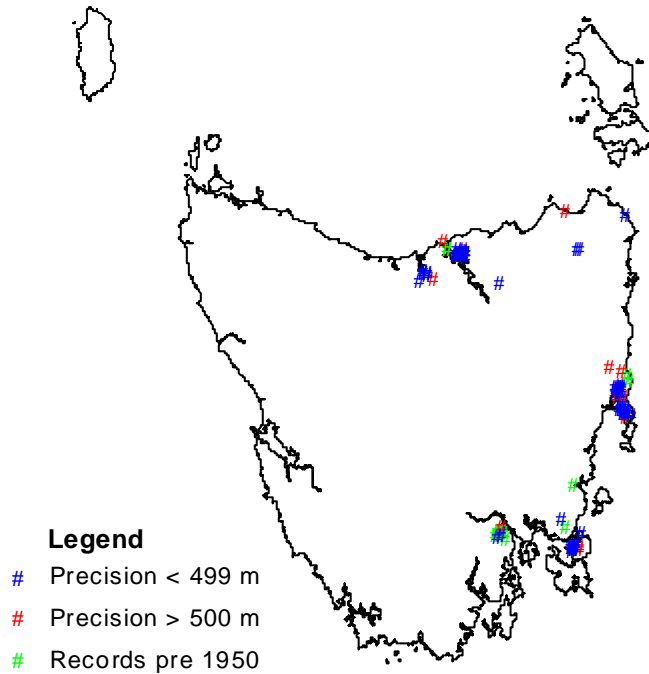 Legend
# Precision < 499 m
# Precision > 500 m
# Records pre 1950